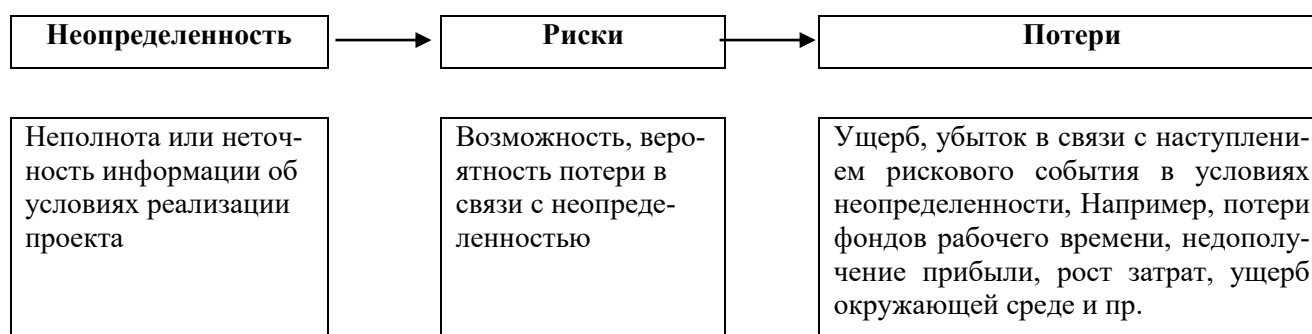 Неопределенность
Риски
Потери
Неполнота или неточ-
ность информации об
условиях реализации
проекта
Возможность, веро-
ятность потери в
связи с неопреде-
ленностью
Ущерб, убыток в связи с наступлени-
ем рискового события в условиях
неопределенности, Например, потери
фондов рабочего времени, недополу-
чение прибыли, рост затрат, ущерб
окружающей среде и пр.